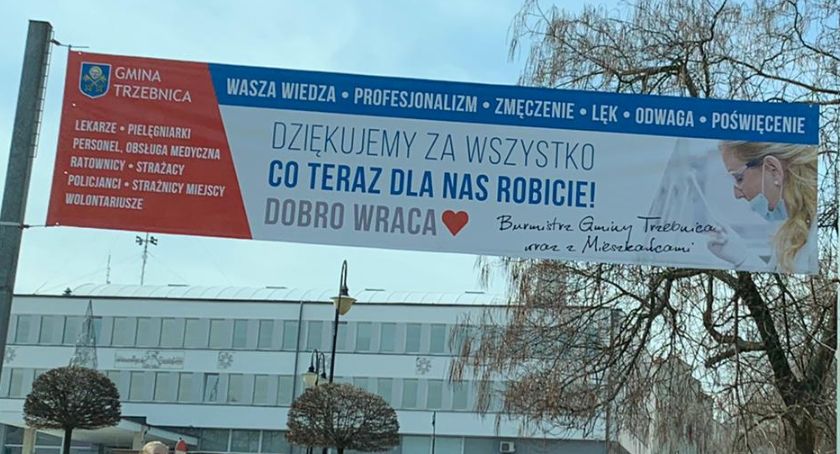 GMINA
TRZEBNICA
LEKARZE • PIELĘGNIARKI
PERSONEL, OBSŁUGA MEDYCZNA
RATOWNICY • STRAŻACY
POLICJANCI • STRAŻNICY MIEJSCY
WOLONTARIUSZE
WASZA WIEDZA • PROFESJONALIZM • ZMĘCZENIE • LĘK • ODWAGA • POŚWIĘCENIE
DZIĘKUJEMY ZA WSZYSTKO
CO TERAZ DLA NAS ROBICIE!
DOBRO WRACA
Burmistrz Gminy Trzebnica
wraz z Mieszkańcami